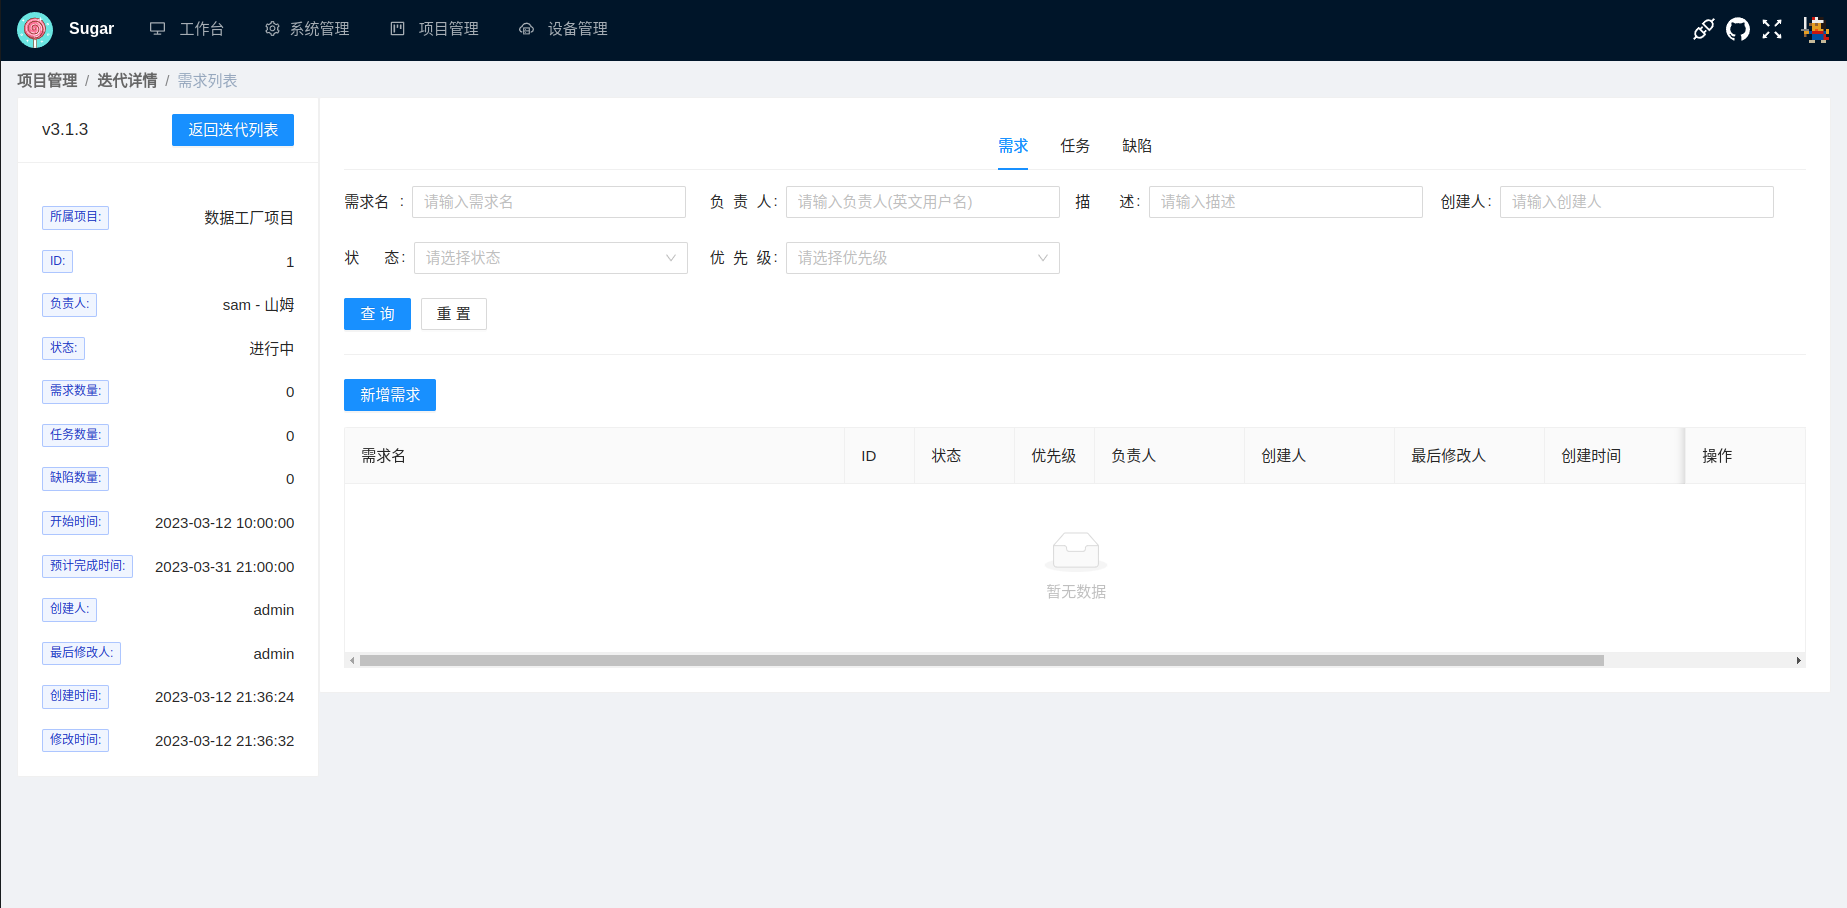 Sugar 工作台 系统管理 项目管理 设备管理
项目管理 / 迭代详情 / 需求列表
v3.1.3 返回迭代列表
所属项目: 数据工厂项目
ID: 1
负责人: sam - 山姆
状态: 进行中
需求数量: 0
任务数量: 0
缺陷数量: 0
开始时间: 2023-03-12 10:00:00
预计完成时间: 2023-03-31 21:00:00
创建人: admin
最后修改人: admin
创建时间: 2023-03-12 21:36:24
修改时间: 2023-03-12 21:36:32
需求 任务 缺陷
需求名 : 请输入需求名 负 责 人: 请输入负责人(英文用户名) 描 述: 请输入描述 创建人: 请输入创建人
状 态: 请选择状态 优 先 级: 请选择优先级
查 询 重 置
新增需求
需求名 ID 状态 优先级 负责人 创建人 最后修改人 创建时间 操作
暂无数据